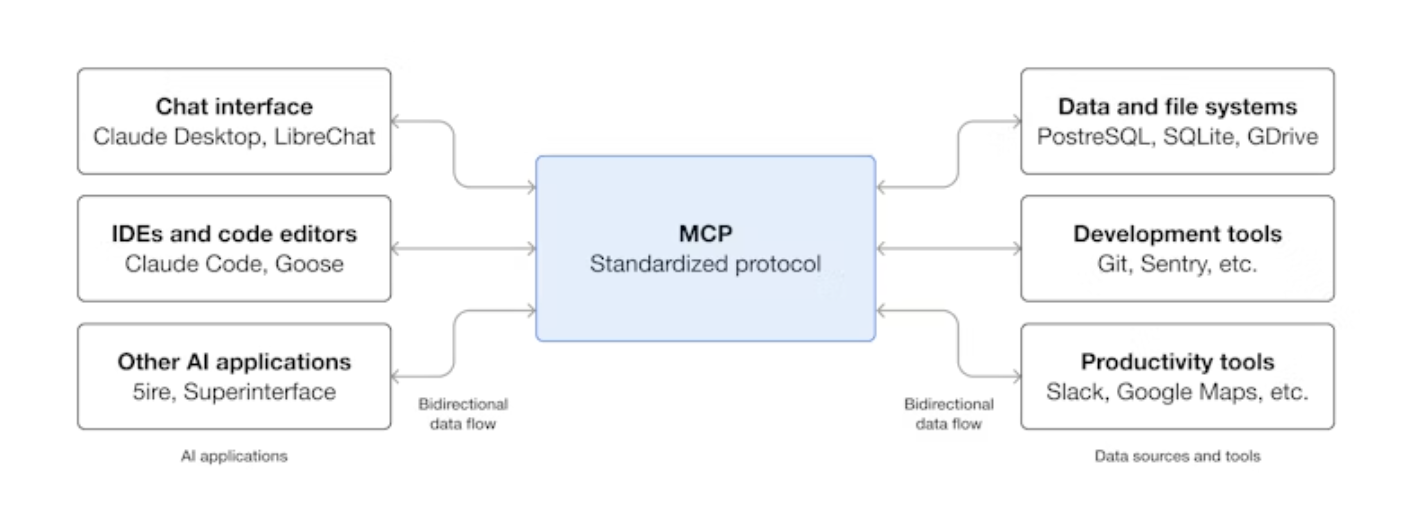 Chat interface
Claude Desktop, LibreChat
IDEs and code editors
Claude Code, Goose
Other AI applications
5ire, Superinterface
AI applications
Bidirectional
data flow
MCP
Standardized protocol
Bidirectional
data flow
Data and file systems
PostreSQL, SQLite, GDrive
Development tools
Git, Sentry, etc.
Productivity tools
Slack, Google Maps, etc.
Data sources and tools